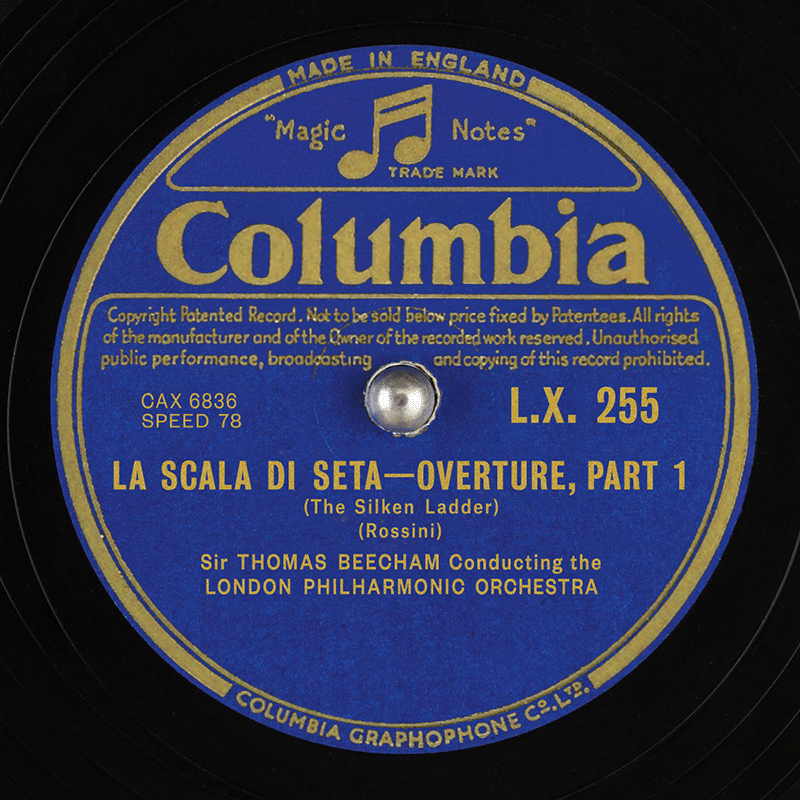 MADE IN ENGLAND
"Magic Notes"
TRADE MARK
Columbia
Copyright Patented Record. Not to be sold below price fixed by Patentees. All rights
of the manufacturer and of the Owner of the recorded work reserved. Unauthorised
public performance, broadcasting and copying of this record prohibited.
CAX 6836
SPEED 78
L.X. 255
LA SCALA DI SETA—OVERTURE, PART 1
(The Silken Ladder)
(Rossini)
Sir THOMAS BEECHAM Conducting the
LONDON PHILHARMONIC ORCHESTRA
COLUMBIA GRAPHOPHONE Co. LTD.